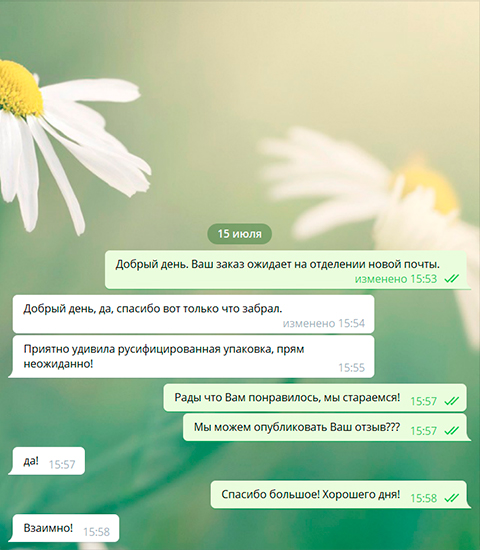 15 июля
Добрый день. Ваш заказ ожидает на отделении новой почты.
изменено 15:53
Добрый день, да, спасибо вот только что забрал.
изменено 15:54
Приятно удивила русифицированная упаковка, прям
неожиданно!
15:55
Рады что Вам понравилось, мы стараемся! 15:57
Мы можем опубликовать Ваш отзыв??? 15:57
да! 15:57
Спасибо большое! Хорошего дня! 15:58
Взаимно! 15:58